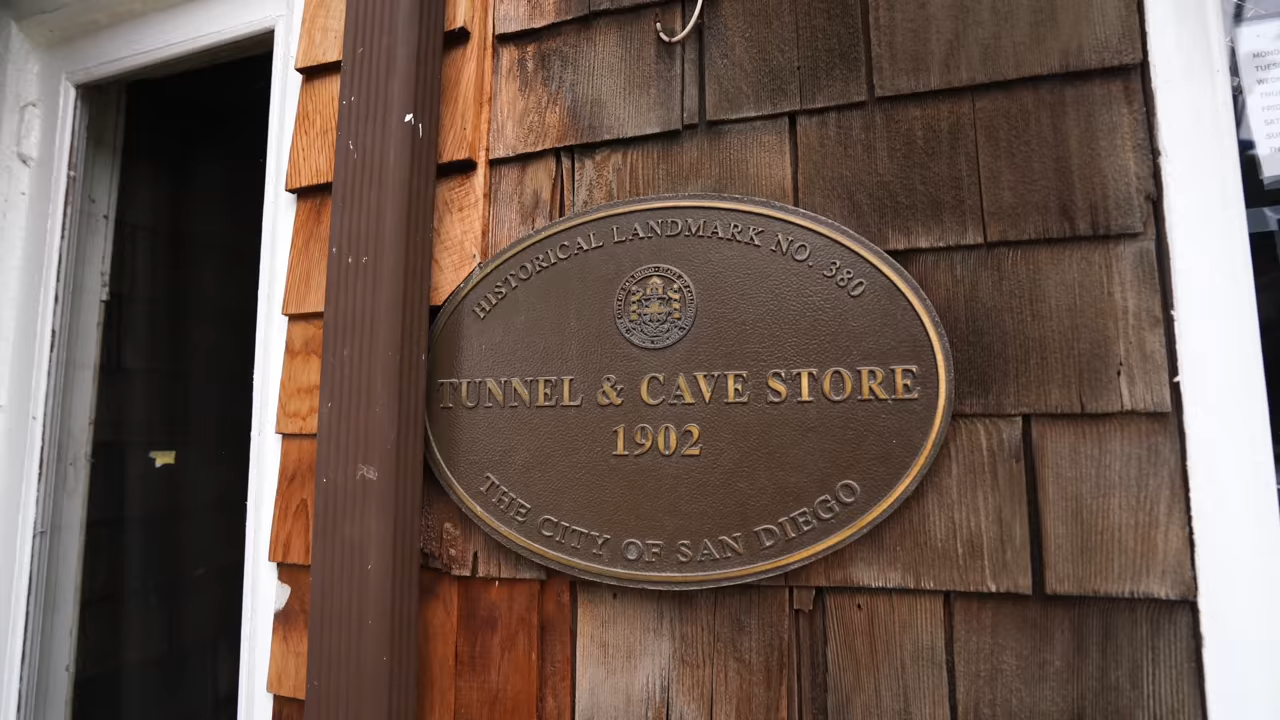 HISTORICAL LANDMARK NO. 380
TUNNEL & CAVE STORE
1902
THE CITY OF SAN DIEGO